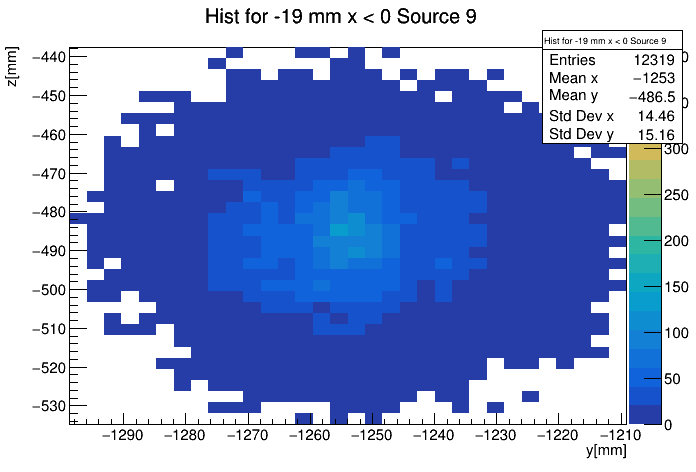 Hist for -19 mm x < 0 Source 9
z[mm]
−440
−450
−460
−470
−480
−490
−500
−510
−520
−530
−1290
−1280
−1270
−1260
−1250
−1240
−1230
−1220
−1210
y[mm]
Hist for -19 mm x < 0 Source 9
Entries 12319
Mean x −1253
Mean y −486.5
Std Dev x 14.46
Std Dev y 15.16
300
250
200
150
100
50
0